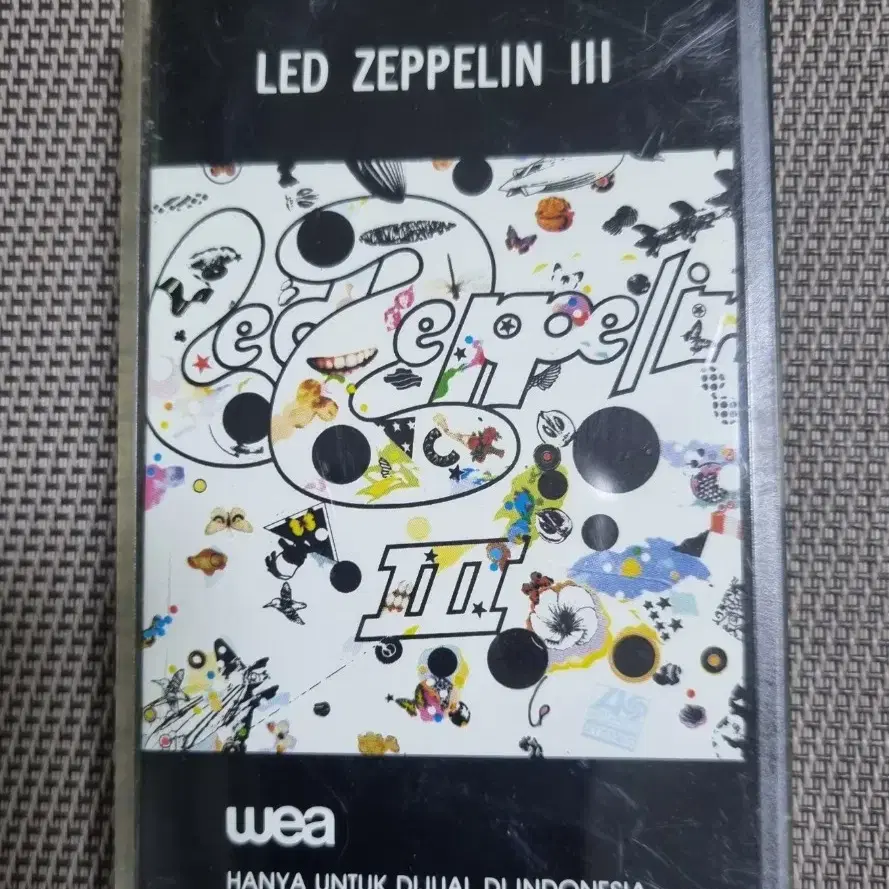 LED ZEPPELIN III
Led Zeppelin
III
wea
HANYA UNTUK DIJUAL DI INDONESIA